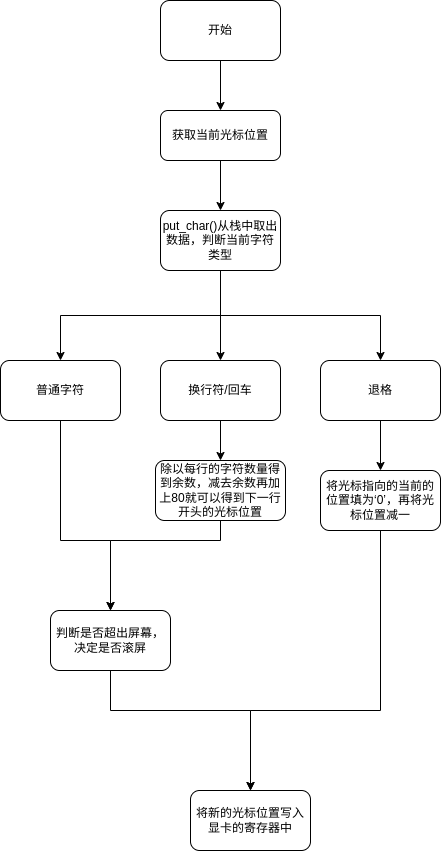 开始
获取当前光标位置
put_char()从栈中取出
数据，判断当前字符
类型
普通字符
换行符/回车
退格
除以每行的字符数量得
到余数，减去余数再加
上80就可以得到下一行
开头的光标位置
将光标指向的当前的
位置填为‘0’，再将光
标位置减一
判断是否超出屏幕，
决定是否滚屏
将新的光标位置写入
显卡的寄存器中